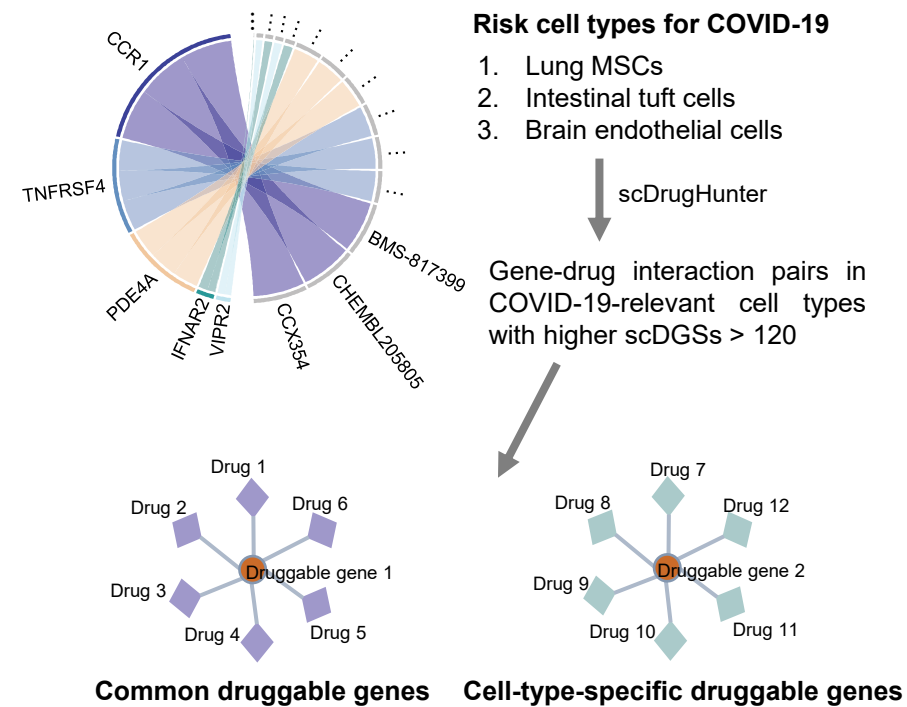 CCR1
TNFRSF4
PDE4A
IFNAR2
VIPR2
CCX354
CHEMBL205805
BMS-817399
...
...
...
...
...
...
...
...
Risk cell types for COVID-19
1. Lung MSCs
2. Intestinal tuft cells
3. Brain endothelial cells
scDrugHunter
Gene-drug interaction pairs in
COVID-19-relevant cell types
with higher scDGSs > 120
Drug 1
Drug 2
Drug 6
Druggable gene 1
Drug 3
Drug 4
Drug 5
Common druggable genes
Drug 7
Drug 8
Drug 12
Druggable gene 2
Drug 9
Drug 10
Drug 11
Cell-type-specific druggable genes